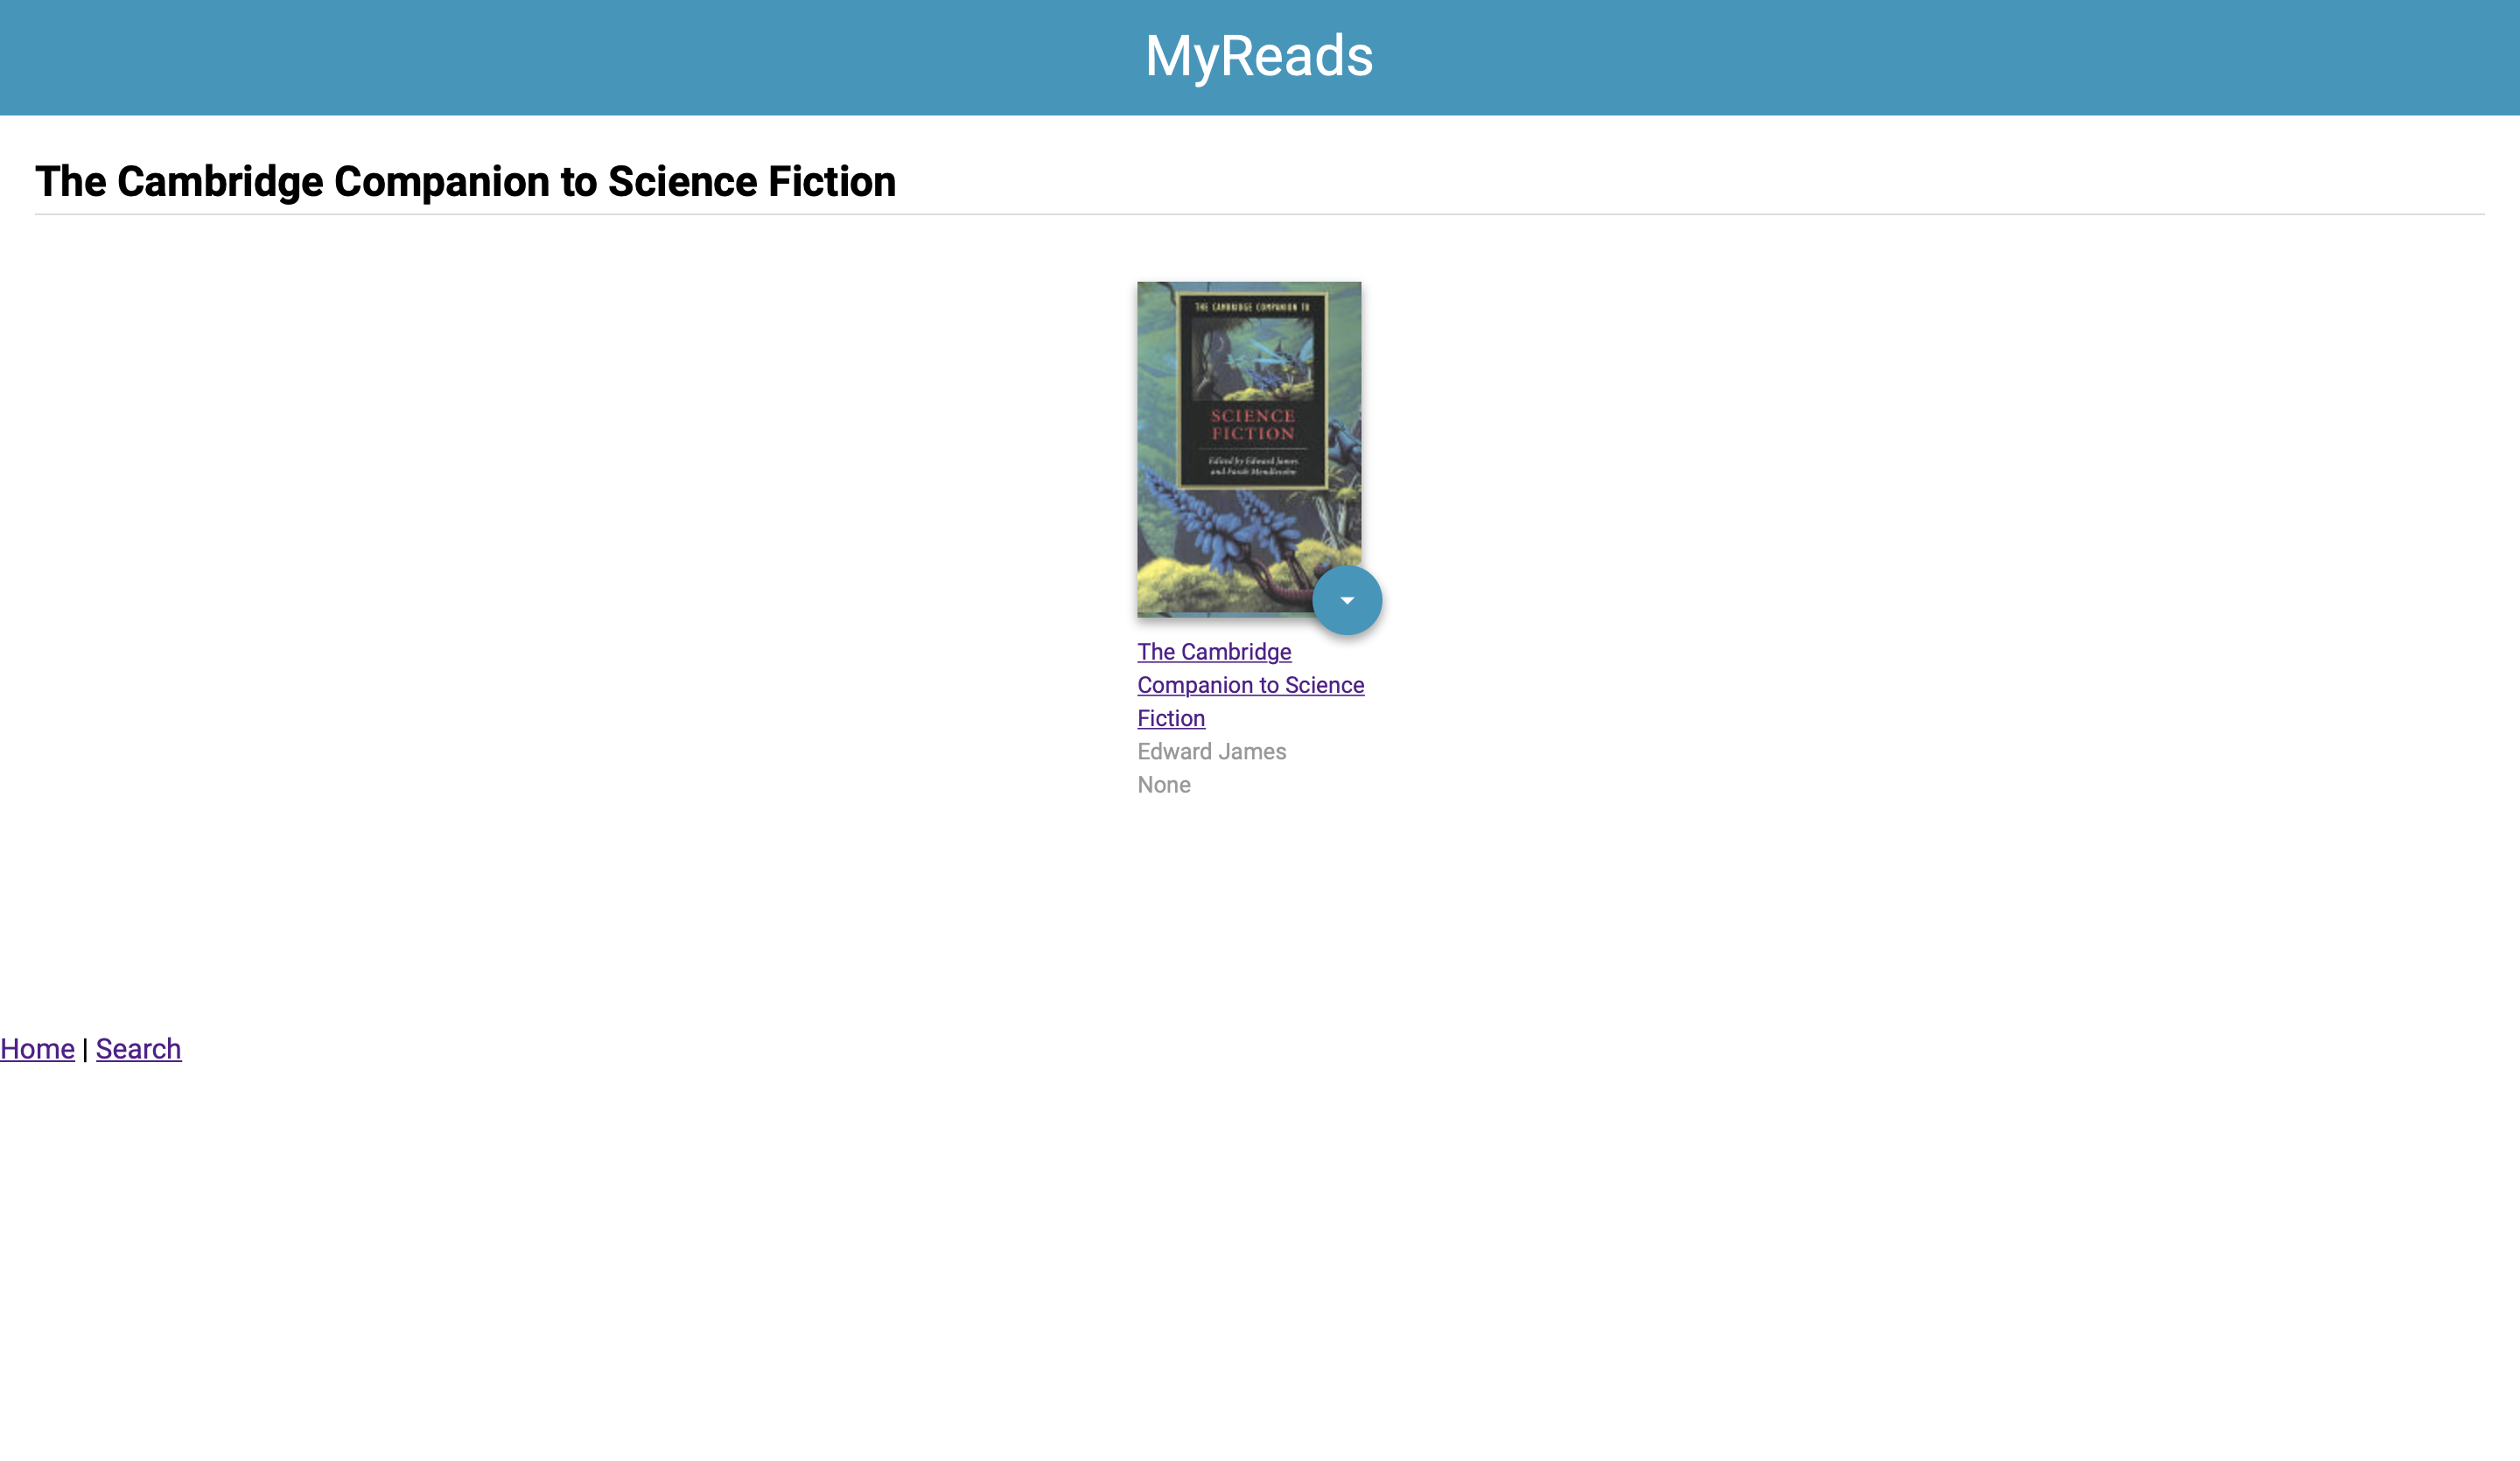 MyReads
The Cambridge Companion to Science Fiction
THE CAMBRIDGE COMPANION TO
SCIENCE
FICTION
Edited by Edward James
and Farah Mendlesohn
The Cambridge
Companion to Science
Fiction
Edward James
None
Home | Search